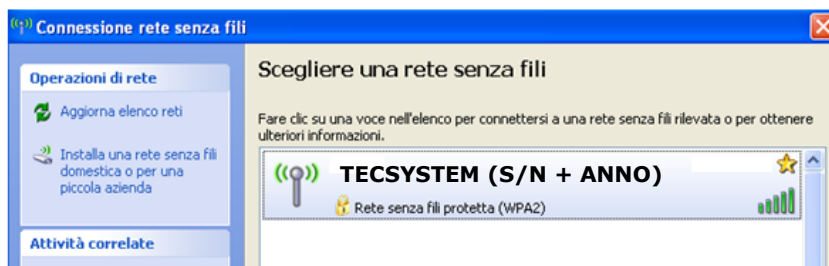 Connessione rete senza fili
Operazioni di rete
Aggiorna elenco reti
Installa una rete senza fili
domestica o per una
piccola azienda
Attività correlate
Scegliere una rete senza fili
Fare clic su una voce nell'elenco per connettersi a una rete senza fili rilevata o per ottenere
ulteriori informazioni.
TECSYSTEM (S/N + ANNO)
Rete senza fili protetta (WPA2)